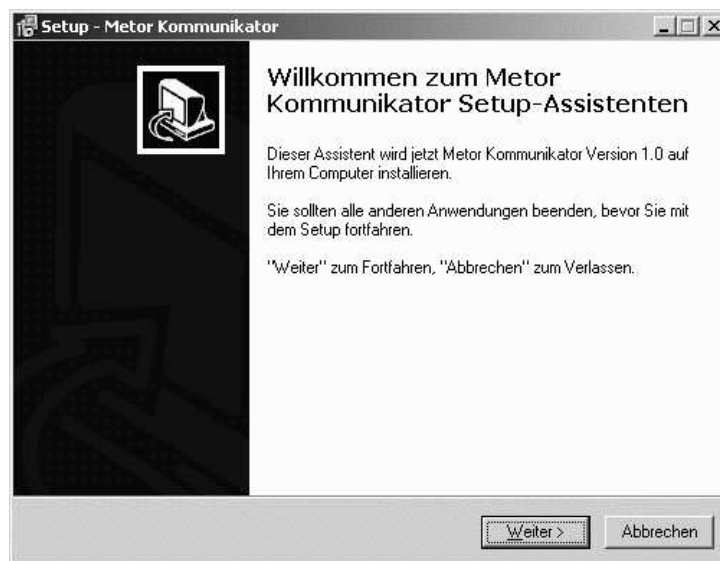 Setup - Metor Kommunikator
Willkommen zum Metor
Kommunikator Setup-Assistenten
Dieser Assistent wird jetzt Metor Kommunikator Version 1.0 auf
Ihrem Computer installieren.
Sie sollten alle anderen Anwendungen beenden, bevor Sie mit
dem Setup fortfahren.
"Weiter" zum Fortfahren, "Abbrechen" zum Verlassen.
Weiter >
Abbrechen